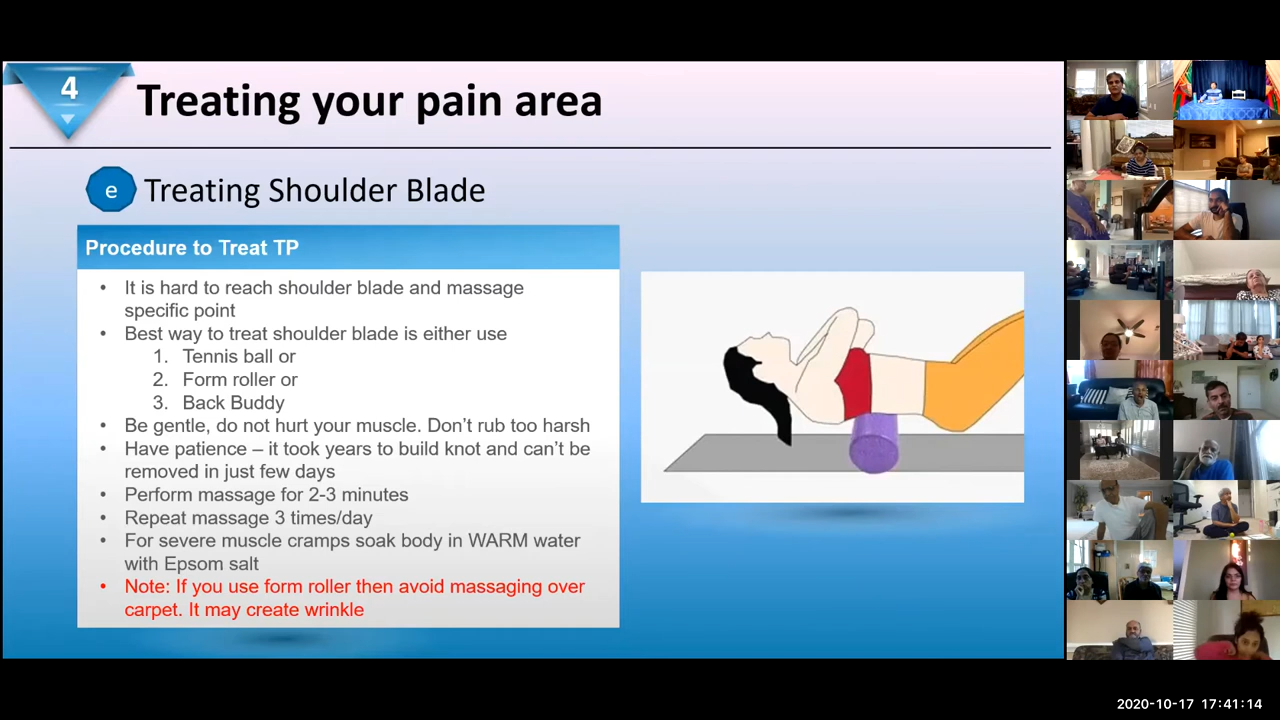 4
Treating your pain area
e
Treating Shoulder Blade
Procedure to Treat TP
• It is hard to reach shoulder blade and massage
specific point
• Best way to treat shoulder blade is either use
1. Tennis ball or
2. Form roller or
3. Back Buddy
• Be gentle, do not hurt your muscle. Don’t rub too harsh
• Have patience – it took years to build knot and can’t be
removed in just few days
• Perform massage for 2-3 minutes
• Repeat massage 3 times/day
• For severe muscle cramps soak body in WARM water
with Epsom salt
• Note: If you use form roller then avoid massaging over
carpet. It may create wrinkle
2020-10-17 17:41:14